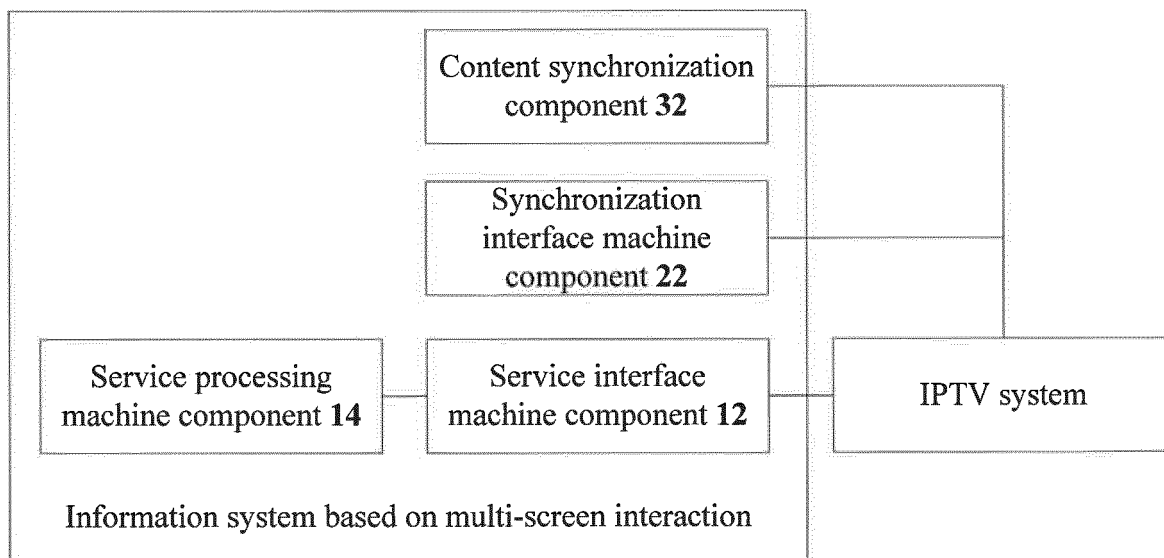 Content synchronization
component 32
Synchronization
interface machine
component 22
Service processing
machine component 14
Service interface
machine component 12
IPTV system
Information system based on multi-screen interaction